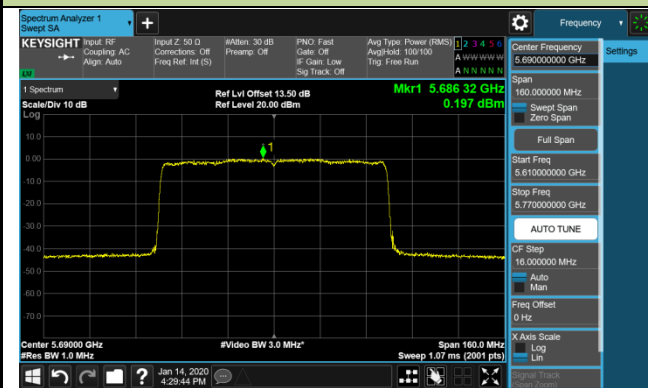 Spectrum Analyzer 1
Swept SA
+
Frequency
KEYSIGHT
Input: RF
Coupling: AC
Align: Auto
Input Z: 50 Ω
Corrections: Off
Freq Ref: Int (S)
#Atten: 30 dB
Preamp: Off
PNO: Fast
Gate: Off
IF Gain: Low
Sig Track: Off
Avg Type: Power (RMS)
Avg|Hold: 100/100
Trig: Free Run
1 2 3 4 5 6
A W W W W W
A N N N N N
LXI
1 Spectrum
Scale/Div 10 dB
Ref Lvl Offset 13.50 dB
Ref Level 20.00 dBm
Mkr1 5.686 32 GHz
0.197 dBm
Log
10.0
0.00
-10.0
-20.0
-30.0
-40.0
-50.0
-60.0
-70.0
1
Center 5.69000 GHz
#Res BW 1.0 MHz
#Video BW 3.0 MHz*
Span 160.0 MHz
Sweep 1.07 ms (2001 pts)
Center Frequency
5.690000000 GHz
Settings
Span
160.000000 MHz
Swept Span
Zero Span
Full Span
Start Freq
5.610000000 GHz
Stop Freq
5.770000000 GHz
AUTO TUNE
CF Step
16.000000 MHz
Auto
Man
Freq Offset
0 Hz
X Axis Scale
Log
Lin
Signal Track
(Span Zoom)
?
Jan 14, 2020
4:29:44 PM